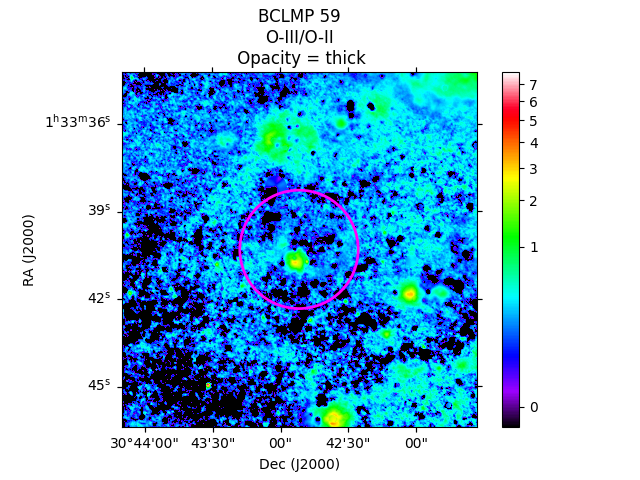 BCLMP 59
O-III/O-II
Opacity = thick
RA (J2000)
1ʰ33ᵐ36ˢ
39ˢ
42ˢ
45ˢ
30°44'00" 43'30" 00" 42'30" 00"
Dec (J2000)
7
6
5
4
3
2
1
0